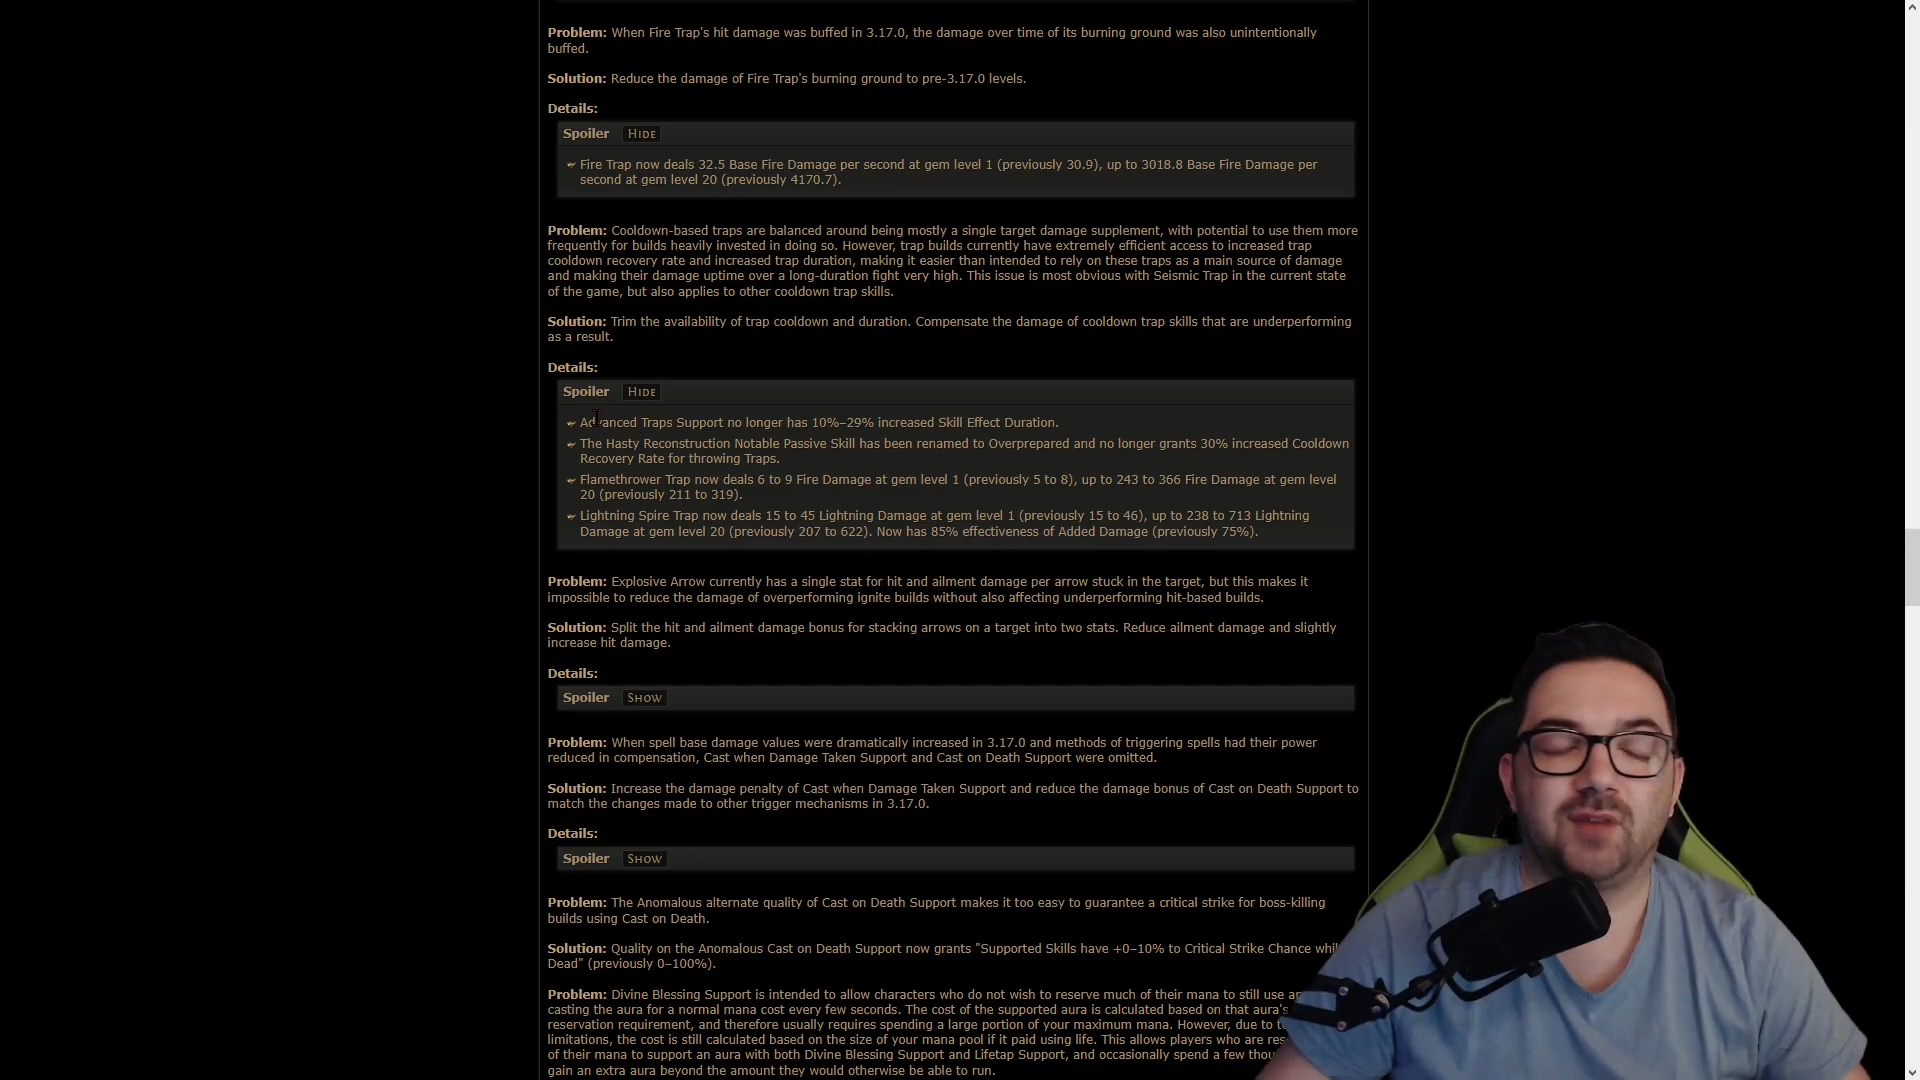 Problem: When Fire Trap's hit damage was buffed in 3.17.0, the damage over time of its burning ground was also unintentionally
buffed.
Solution: Reduce the damage of Fire Trap's burning ground to pre-3.17.0 levels.
Details:
Spoiler HIDE
Fire Trap now deals 32.5 Base Fire Damage per second at gem level 1 (previously 30.9), up to 3018.8 Base Fire Damage per
second at gem level 20 (previously 4170.7).
Problem: Cooldown-based traps are balanced around being mostly a single target damage supplement, with potential to use them more
frequently for builds heavily invested in doing so. However, trap builds currently have extremely efficient access to increased trap
cooldown recovery rate and increased trap duration, making it easier than intended to rely on these traps as a main source of damage
and making their damage uptime over a long-duration fight very high. This issue is most obvious with Seismic Trap in the current state
of the game, but also applies to other cooldown trap skills.
Solution: Trim the availability of trap cooldown and duration. Compensate the damage of cooldown trap skills that are underperforming
as a result.
Details:
Spoiler HIDE
Advanced Traps Support no longer has 10%–29% increased Skill Effect Duration.
The Hasty Reconstruction Notable Passive Skill has been renamed to Overprepared and no longer grants 30% increased Cooldown
Recovery Rate for throwing Traps.
Flamethrower Trap now deals 6 to 9 Fire Damage at gem level 1 (previously 5 to 8), up to 243 to 366 Fire Damage at gem level
20 (previously 211 to 319).
Lightning Spire Trap now deals 15 to 45 Lightning Damage at gem level 1 (previously 15 to 46), up to 238 to 713 Lightning
Damage at gem level 20 (previously 207 to 622). Now has 85% effectiveness of Added Damage (previously 75%).
Problem: Explosive Arrow currently has a single stat for hit and ailment damage per arrow stuck in the target, but this makes it
impossible to reduce the damage of overperforming ignite builds without also affecting underperforming hit-based builds.
Solution: Split the hit and ailment damage bonus for stacking arrows on a target into two stats. Reduce ailment damage and slightly
increase hit damage.
Details:
Spoiler SHOW
Problem: When spell base damage values were dramatically increased in 3.17.0 and methods of triggering spells had their power
reduced in compensation, Cast when Damage Taken Support and Cast on Death Support were omitted.
Solution: Increase the damage penalty of Cast when Damage Taken Support and reduce the damage bonus of Cast on Death Support to
match the changes made to other trigger mechanisms in 3.17.0.
Details:
Spoiler SHOW
Problem: The Anomalous alternate quality of Cast on Death Support makes it too easy to guarantee a critical strike for boss-killing
builds using Cast on Death.
Solution: Quality on the Anomalous Cast on Death Support now grants "Supported Skills have +0–10% to Critical Strike Chance
Dead" (previously 0–100%).
Problem: Divine Blessing Support is intended to allow characters who do not wish to reserve much of their mana to still use
casting the aura for a normal mana cost every few seconds. The cost of the supported aura is calculated based on that aura's
reservation requirement, and therefore usually requires spending a large portion of your maximum mana. However, due to
limitations, the cost is still calculated based on the size of your mana pool if it paid using life. This allows players who are
of their mana to support an aura with both Divine Blessing Support and Lifetap Support, and occasionally spend a few
gain an extra aura beyond the amount they would otherwise be able to run.